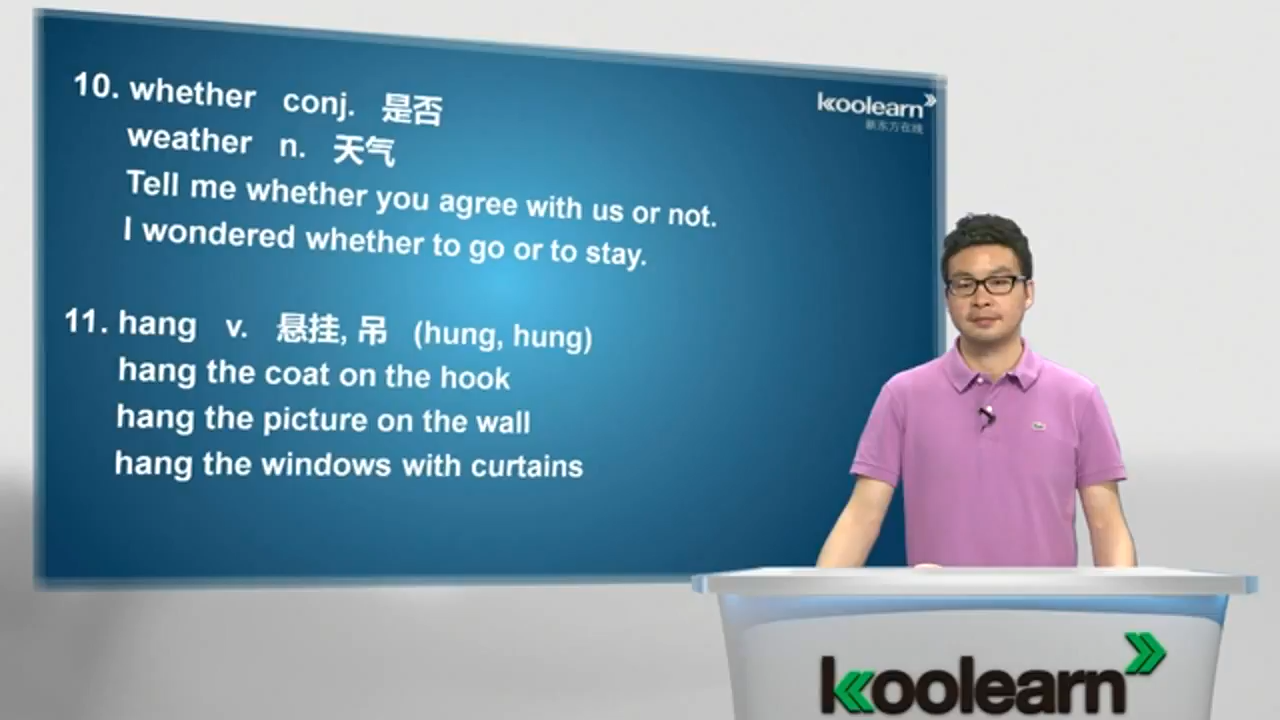 10. whether conj. 是否
weather n. 天气
Tell me whether you agree with us or not.
I wondered whether to go or to stay.
11. hang v. 悬挂, 吊 (hung, hung)
hang the coat on the hook
hang the picture on the wall
hang the windows with curtains
koolearn
新东方在线
koolearn